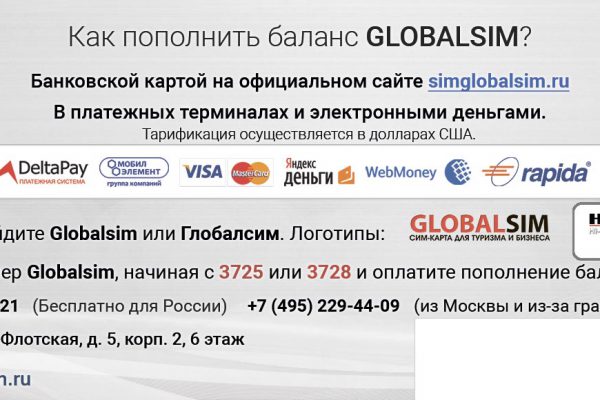 Как пополнить баланс GLOBALSIM?
Банковской картой на официальном сайте simglobalsim.ru
В платежных терминалах и электронными деньгами.
Тарификация осуществляется в долларах США.
DeltaPay ПЛАТЕЖНАЯ СИСТЕМА МОБИЛ ЭЛЕМЕНТ группа компаний VISA MasterCard Яндекс деньги WebMoney rapida
йдите Globalsim или Глобалсим. Логотипы: GLOBALSIM
СИМ-КАРТА ДЛЯ ТУРИЗМА И БИЗНЕСА
ер Globalsim, начиная с 3725 или 3728 и оплатите пополнение бал
21 (Бесплатно для России) +7 (495) 229-44-09 (из Москвы и из-за гра
Флотская, д. 5, корп. 2, 6 этаж
n.ru